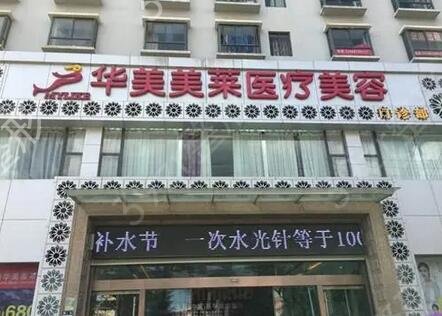 华美美莱医疗美容
门诊部
补水节 一次水光针等于100
680